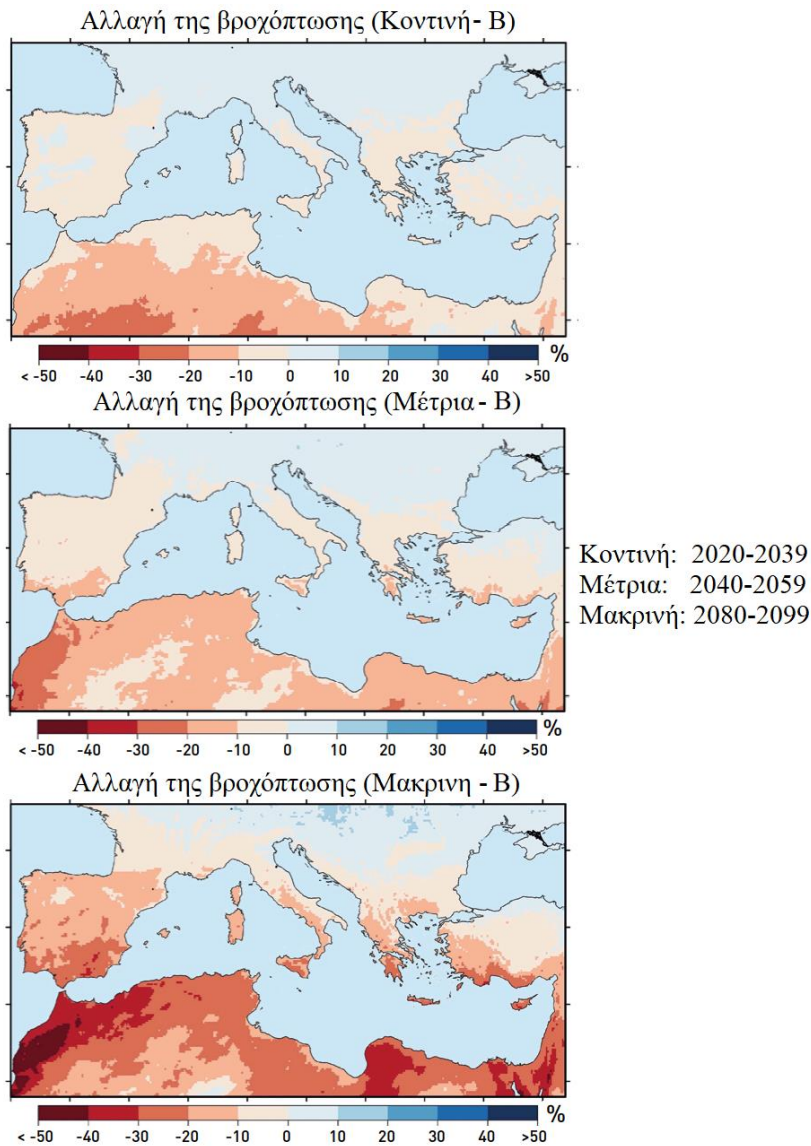 Αλλαγή της βροχόπτωσης (Κοντινή - Β)
< -50 -40 -30 -20 -10 0 10 20 30 40 >50 %
Αλλαγή της βροχόπτωσης (Μέτρια - Β)
Κοντινή: 2020-2039
Μέτρια: 2040-2059
Μακρινή: 2080-2099
< -50 -40 -30 -20 -10 0 10 20 30 40 >50 %
Αλλαγή της βροχόπτωσης (Μακρινη - Β)
< -50 -40 -30 -20 -10 0 10 20 30 40 >50 %